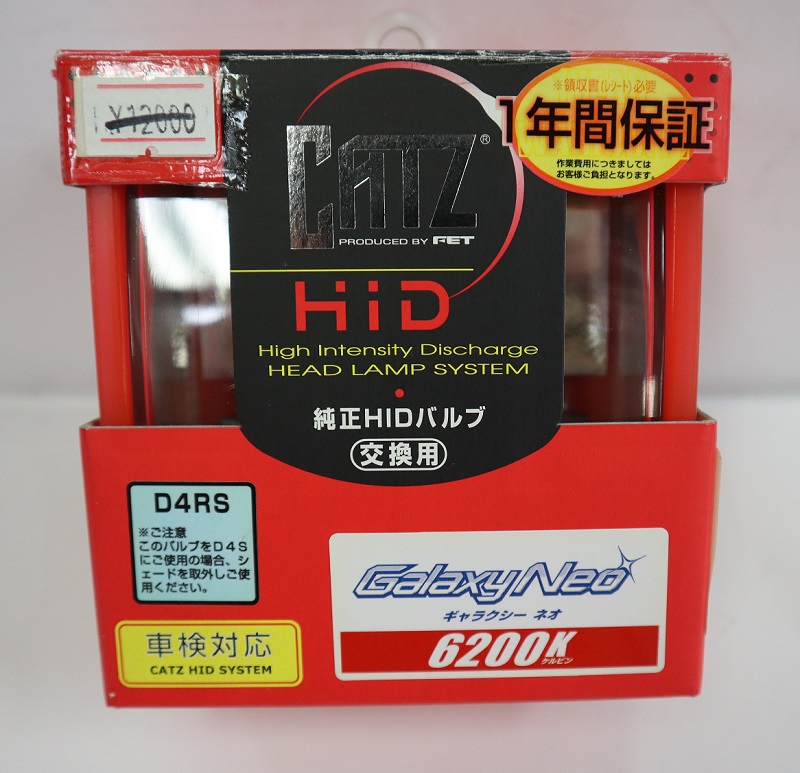 ¥12000
※領収書(レシート)必要
1年間保証
作業費用につきましては
お客様ご負担となります。
CATZ®
PRODUCED BY FET
HiD
High Intensity Discharge
HEAD LAMP SYSTEM
純正HIDバルブ
交換用
D4RS
※ご注意
このバルブをD4S
にご使用の場合、シ
ェードを取外しご使
用ください。
Galaxy Neo
ギャラクシー ネオ
6200K
ケルビン
車検対応
CATZ HID SYSTEM